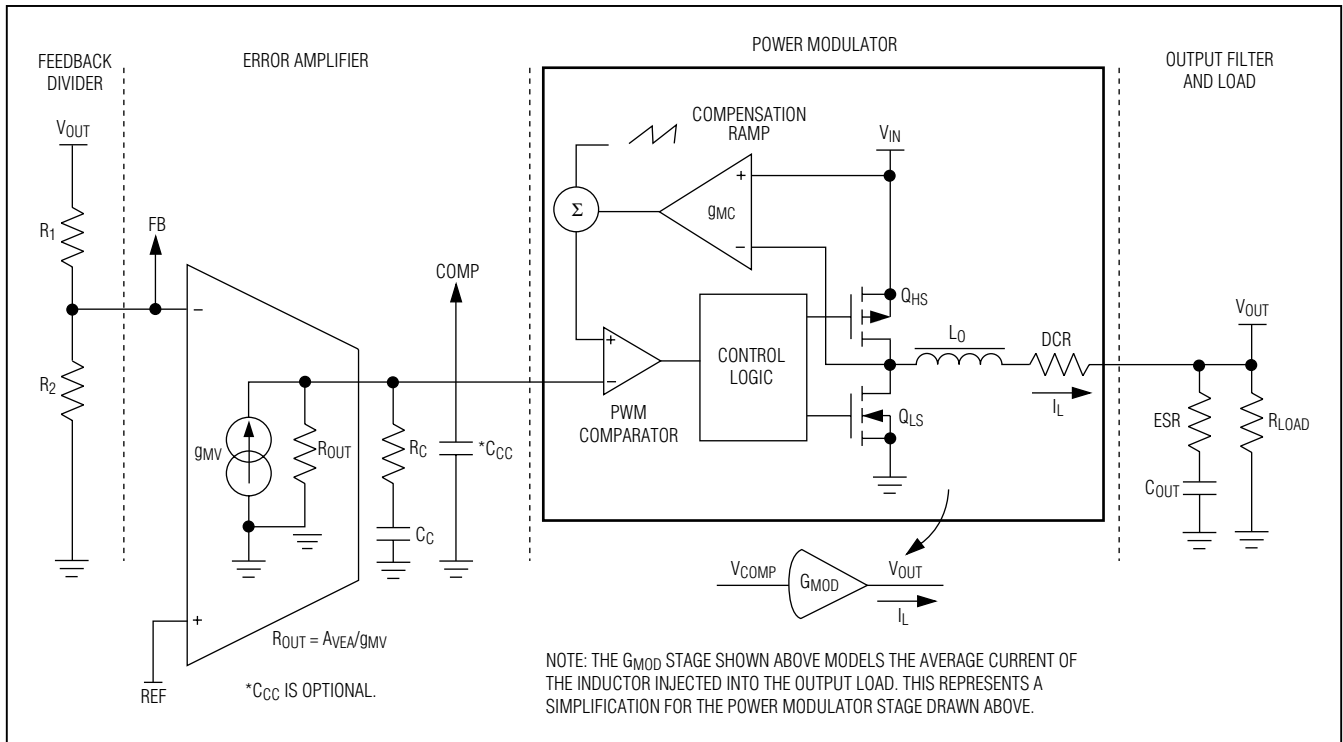 FEEDBACK
DIVIDER
ERROR AMPLIFIER
POWER MODULATOR
OUTPUT FILTER
AND LOAD
VOUT
R1
FB
R2
gMV
ROUT
RC
CC
COMP
*CCC
ROUT = AVEA/gMV
*CCC IS OPTIONAL.
REF
COMPENSATION
RAMP
Σ
gMC
VIN
PWM
COMPARATOR
CONTROL
LOGIC
QHS
QLS
LO
DCR
IL
VOUT
ESR
COUT
RLOAD
VCOMP
GMOD
VOUT
IL
NOTE: THE GMOD STAGE SHOWN ABOVE MODELS THE AVERAGE CURRENT OF
THE INDUCTOR INJECTED INTO THE OUTPUT LOAD. THIS REPRESENTS A
SIMPLIFICATION FOR THE POWER MODULATOR STAGE DRAWN ABOVE.